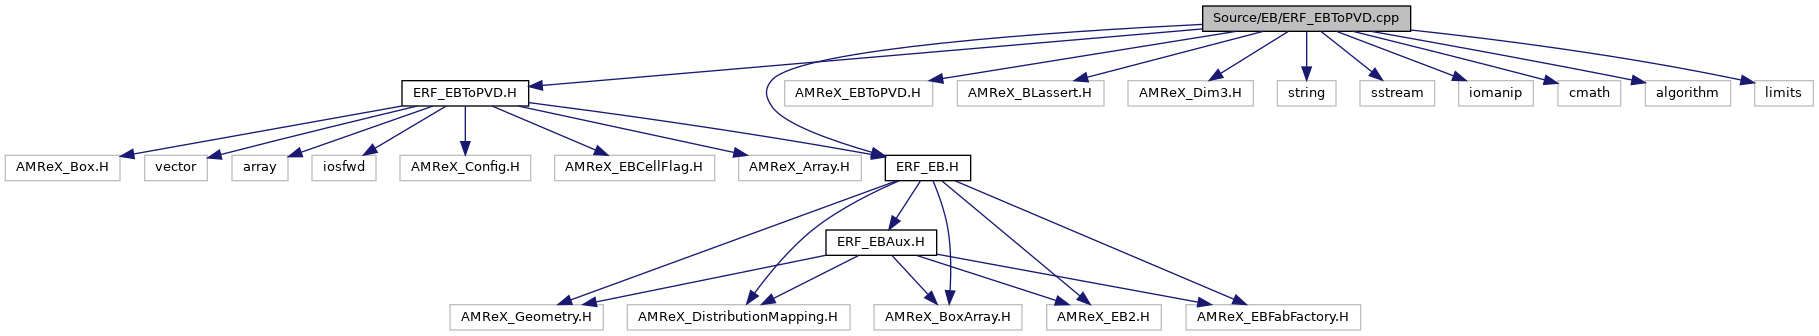 Source/EB/ERF_EBToPVD.cpp
ERF_EBToPVD.H
AMReX_EBToPVD.H
AMReX_BLassert.H
AMReX_Dim3.H
string
sstream
iomanip
cmath
algorithm
limits
AMReX_Box.H
vector
array
iosfwd
AMReX_Config.H
AMReX_EBCellFlag.H
AMReX_Array.H
ERF_EB.H
ERF_EBAux.H
AMReX_Geometry.H
AMReX_DistributionMapping.H
AMReX_BoxArray.H
AMReX_EB2.H
AMReX_EBFabFactory.H